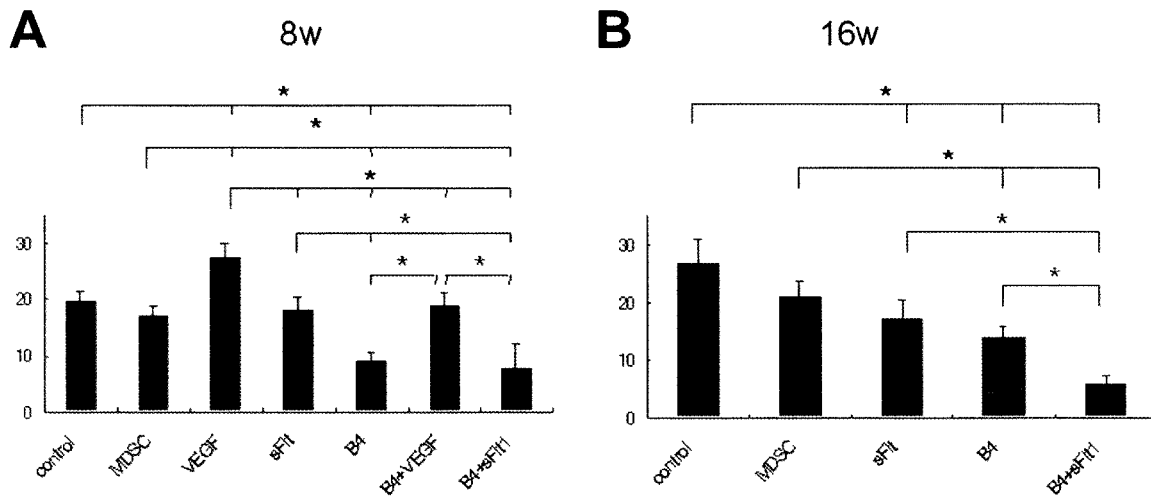 A
8w
*
*
*
*
* *
30
20
10
0
control MDSC VEGF sFlt B4 B4+VEGF B4+sFlt1
B
16w
*
*
*
*
30
20
10
0
control MDSC sFlt B4 B4+sFlt1